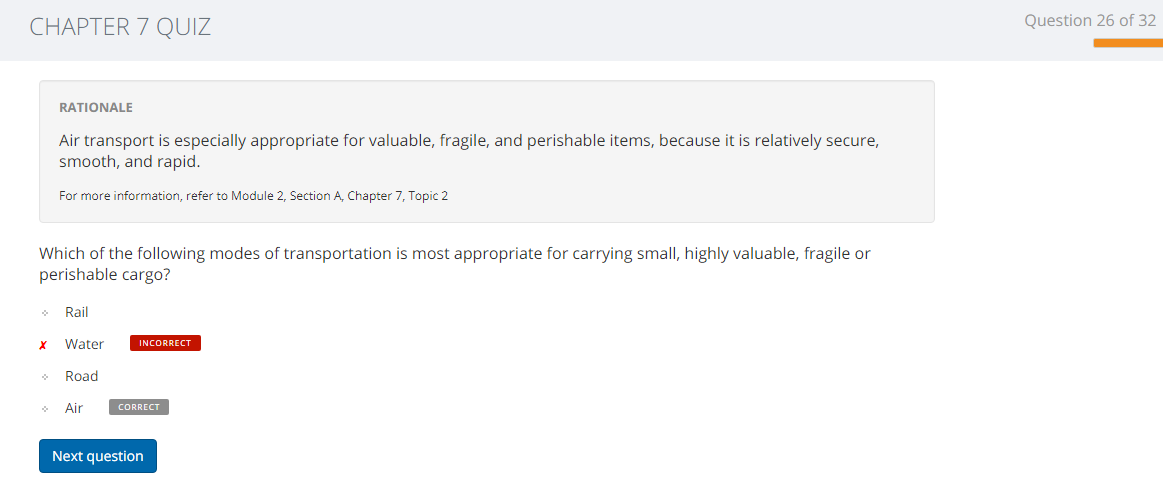 CHAPTER 7 QUIZ
Question 26 of 32
RATIONALE
Air transport is especially appropriate for valuable, fragile, and perishable items, because it is relatively secure,
smooth, and rapid.
For more information, refer to Module 2, Section A, Chapter 7, Topic 2
Which of the following modes of transportation is most appropriate for carrying small, highly valuable, fragile or
perishable cargo?
Rail
✗ Water INCORRECT
Road
Air CORRECT
Next question